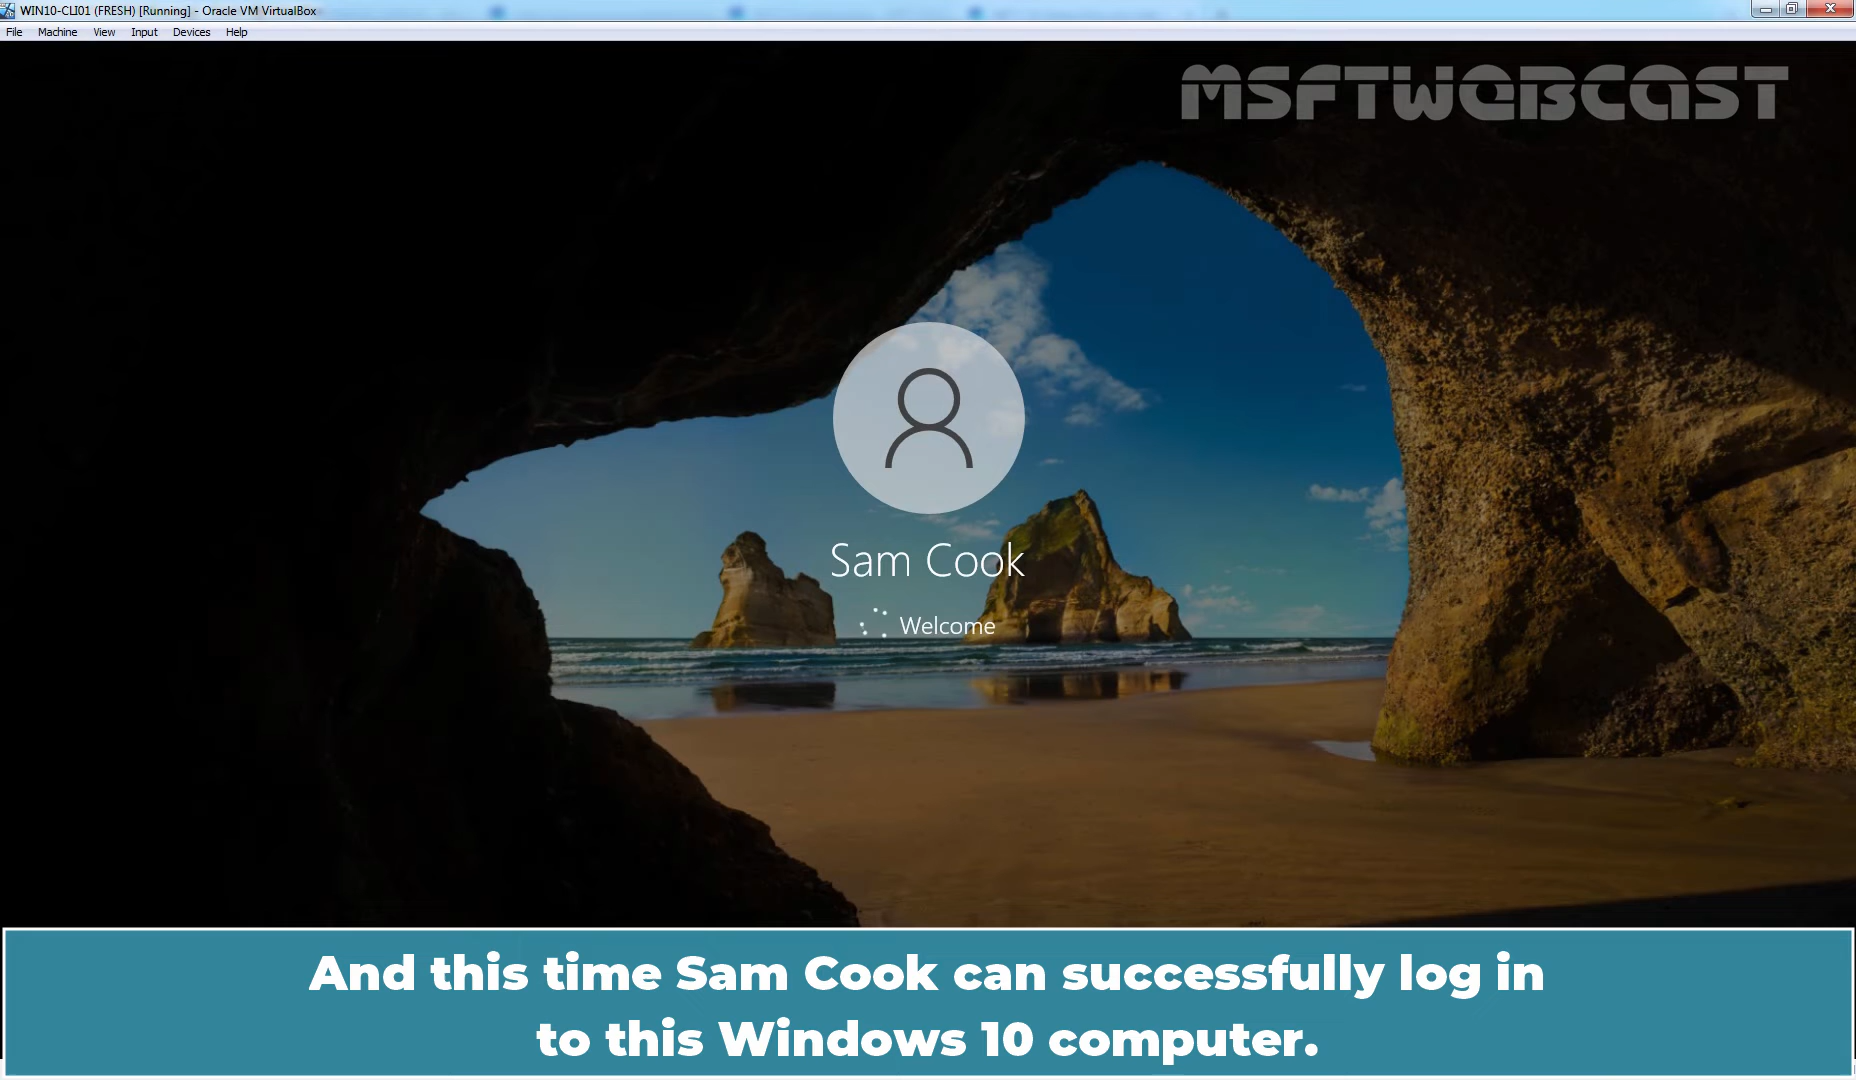 WIN10-CLI01 (FRESH) [Running] - Oracle VM VirtualBox
File Machine View Input Devices Help
MSFTWEBCAST
Sam Cook
Welcome
And this time Sam Cook can successfully log in
to this Windows 10 computer.